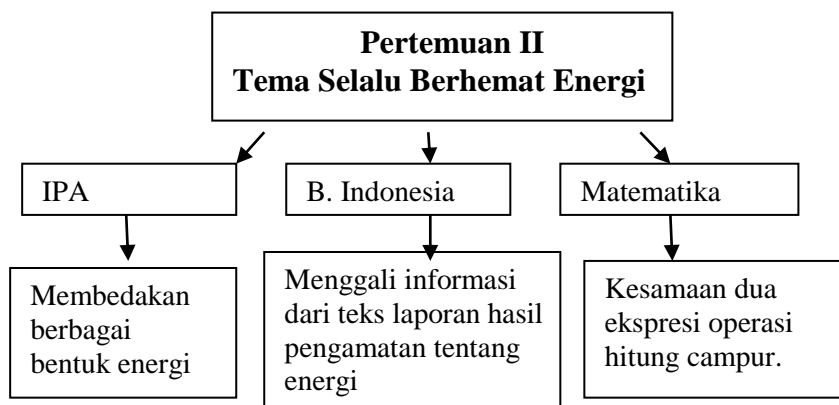 Pertemuan II
Tema Selalu Berhemat Energi
IPA
B. Indonesia
Matematika
Membedakan
berbagai
bentuk energi
Menggali informasi
dari teks laporan hasil
pengamatan tentang
energi
Kesamaan dua
ekspresi operasi
hitung campur.